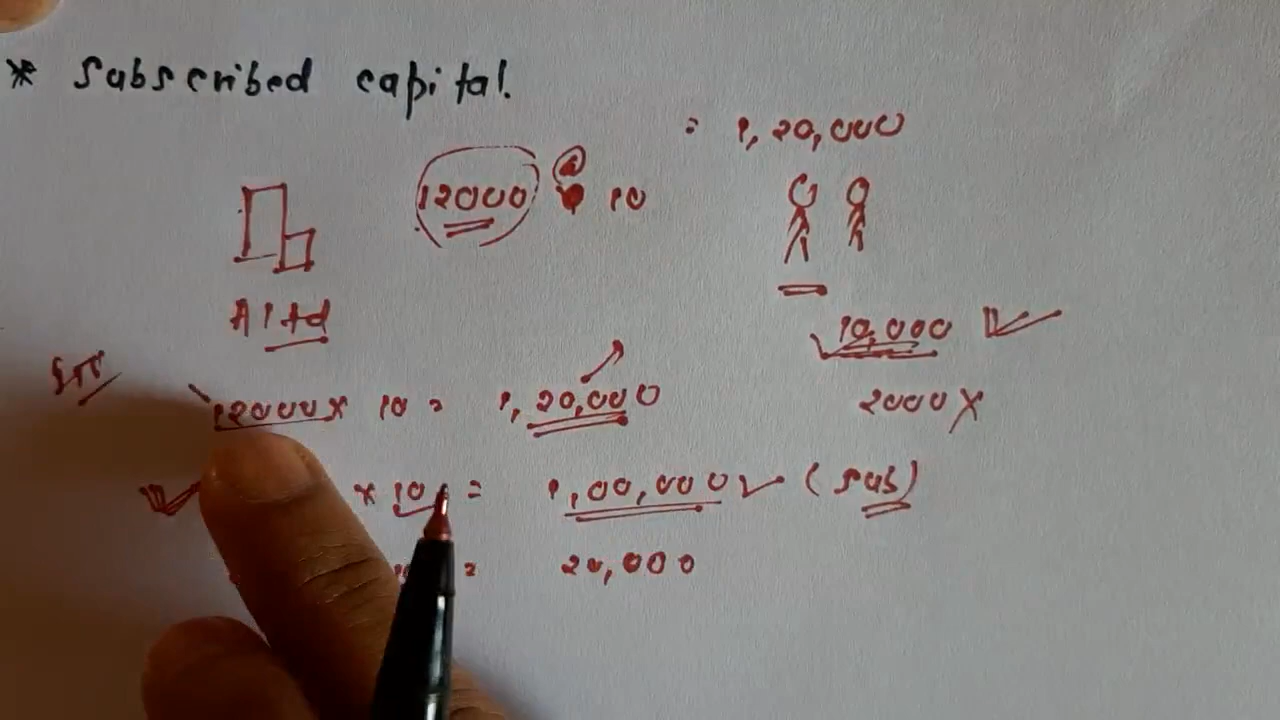 * Subscribed capital.
= 1,20,000
12000 @ 10
A Ltd
10,000
12000 x 10 = 1,20,000
2000 X
x 10 = 1,00,000 (sub)
= 20,000